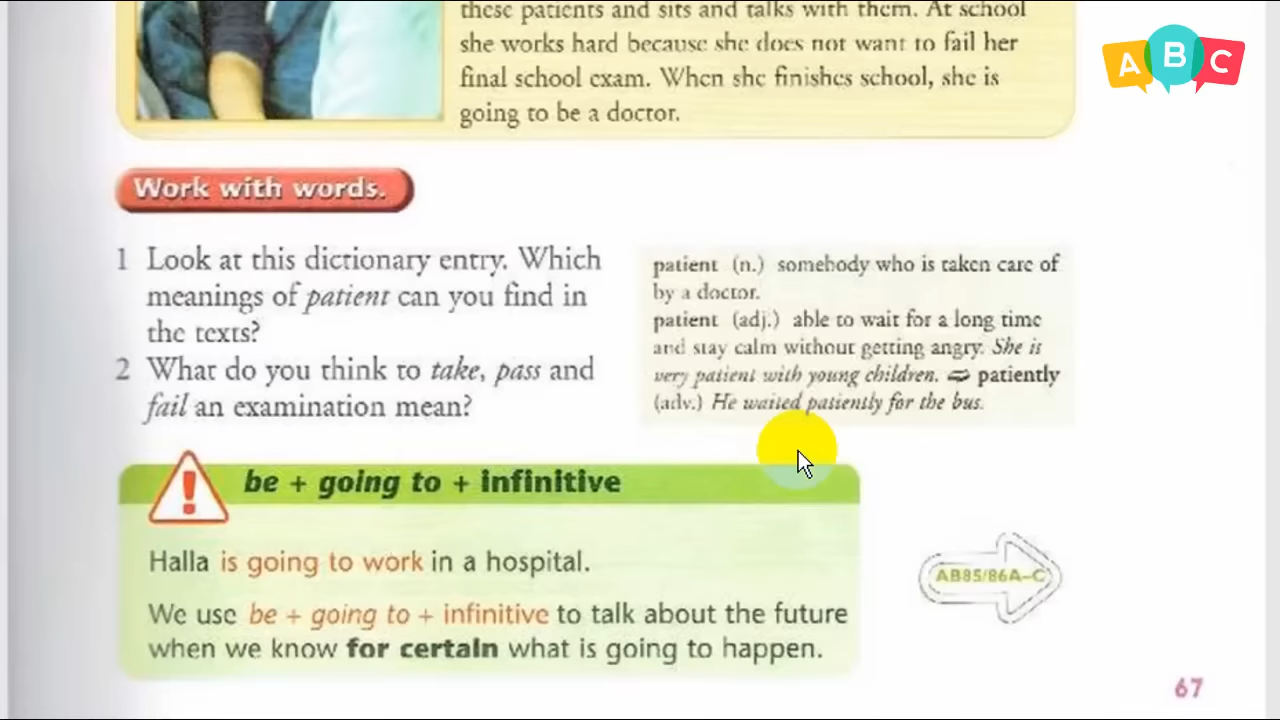 these patients and sits and talks with them. At school
she works hard because she does not want to fail her
final school exam. When she finishes school, she is
going to be a doctor.
A B C
Work with words.
1 Look at this dictionary entry. Which
meanings of patient can you find in
the texts?
2 What do you think to take, pass and
fail an examination mean?
patient (n.) somebody who is taken care of
by a doctor.
patient (adj.) able to wait for a long time
and stay calm without getting angry. She is
very patient with young children. ⇨ patiently
(adv.) He waited patiently for the bus.
! be + going to + infinitive
Halla is going to work in a hospital.
We use be + going to + infinitive to talk about the future
when we know for certain what is going to happen.
AB85/86A–C
67